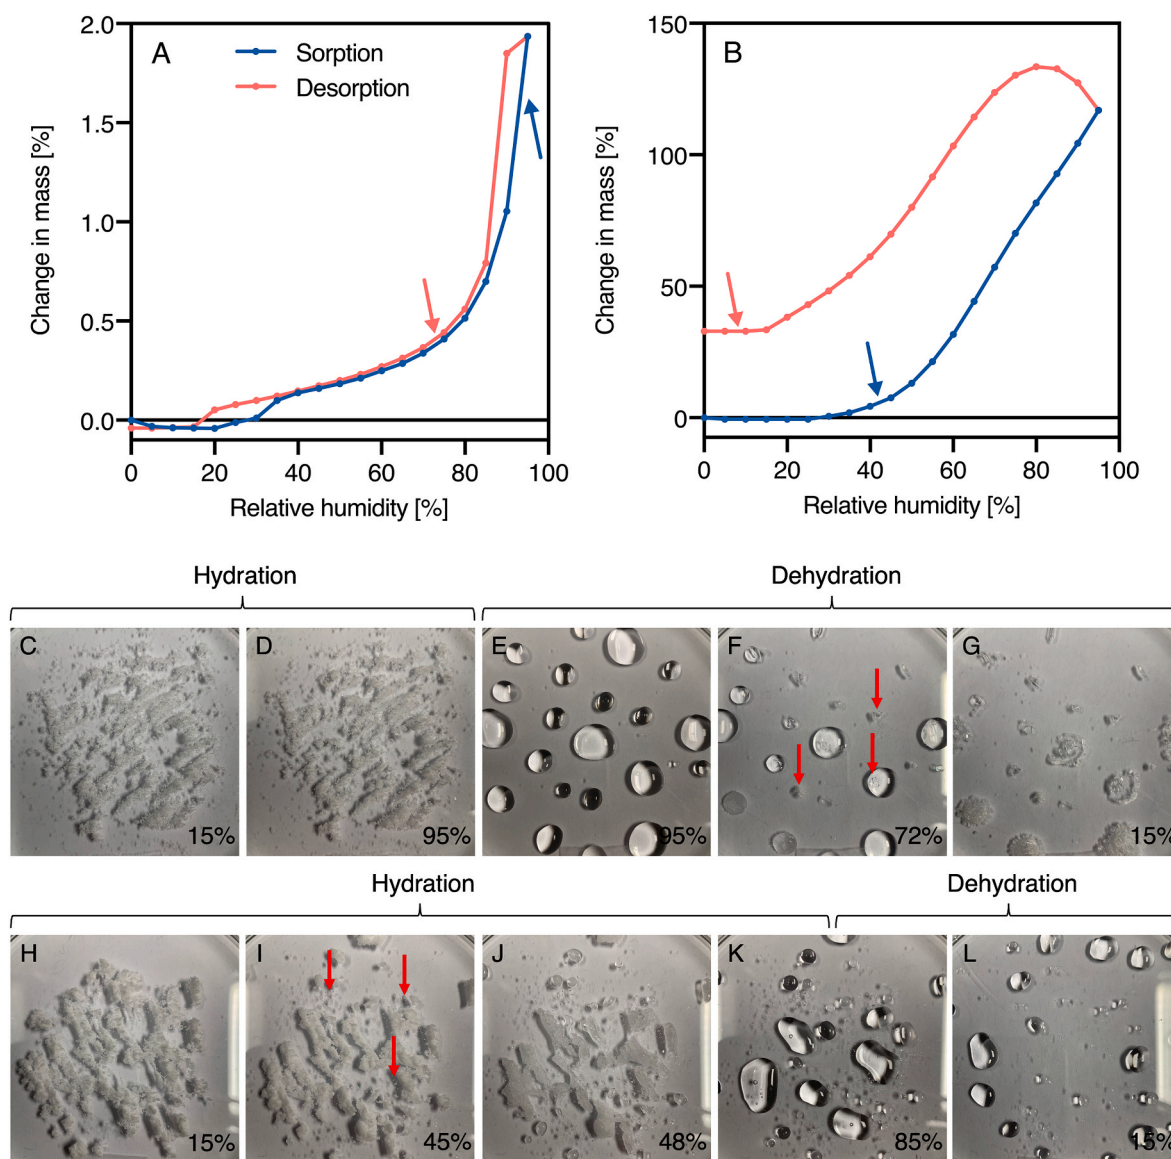 A
Sorption
Desorption
2.0
1.5
1.0
0.5
0.0
Change in mass [%]
0 20 40 60 80 100
Relative humidity [%]
B
150
100
50
0
Change in mass [%]
0 20 40 60 80 100
Relative humidity [%]
Hydration
Dehydration
C
15%
D
95%
E
95%
F
72%
G
15%
Hydration
Dehydration
H
15%
I
45%
J
48%
K
85%
L
15%